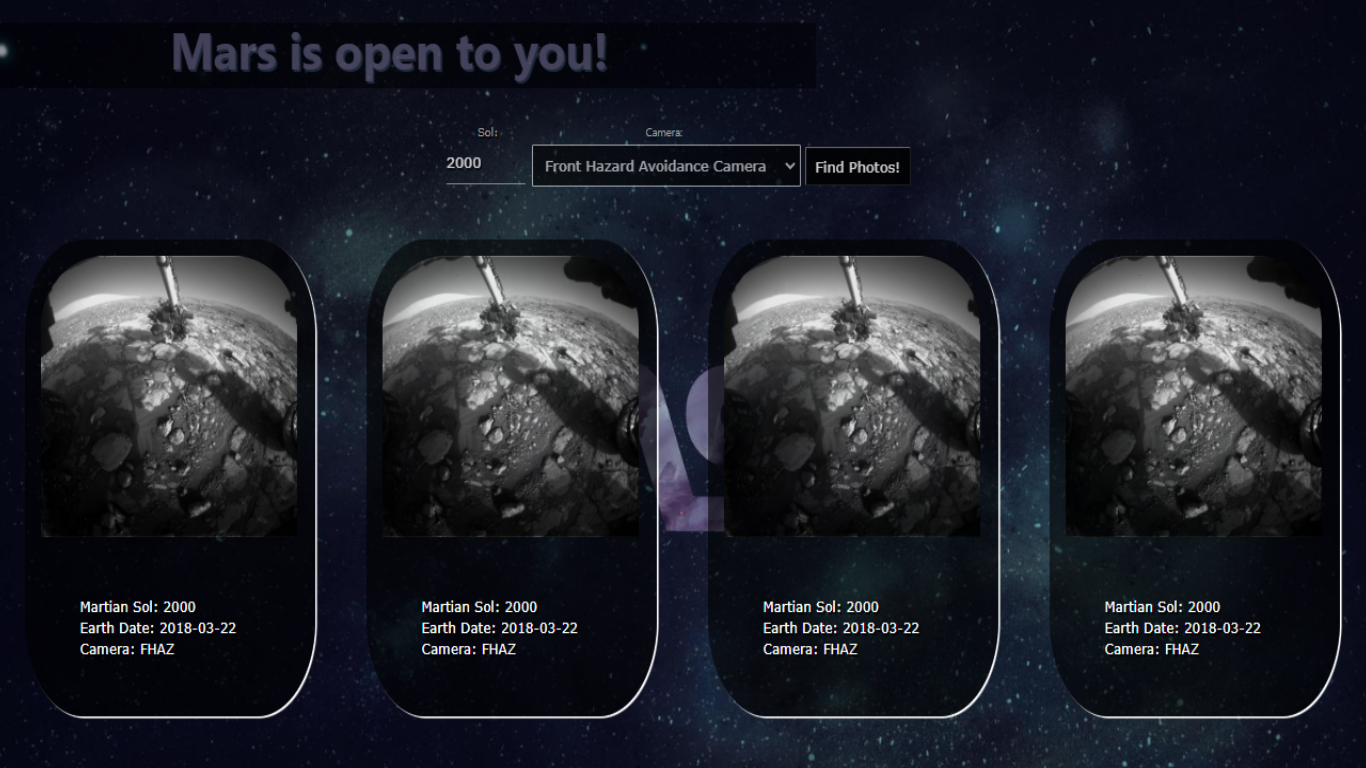 Mars is open to you!
Sol:
Camera:
2000
Front Hazard Avoidance Camera
Find Photos!
Martian Sol: 2000
Earth Date: 2018-03-22
Camera: FHAZ
Martian Sol: 2000
Earth Date: 2018-03-22
Camera: FHAZ
Martian Sol: 2000
Earth Date: 2018-03-22
Camera: FHAZ
Martian Sol: 2000
Earth Date: 2018-03-22
Camera: FHAZ